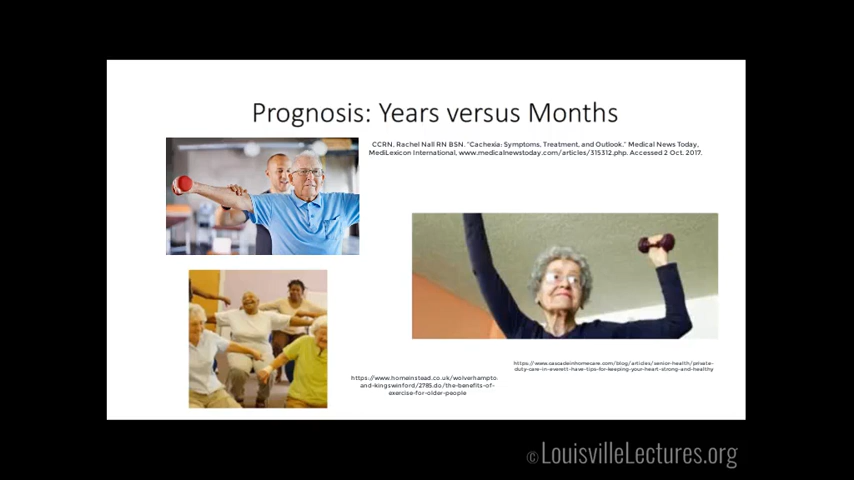 Prognosis: Years versus Months
CCRN, Rachel Nall RN BSN. "Cachexia: Symptoms, Treatment, and Outlook." Medical News Today,
MediLexicon International, www.medicalnewstoday.com/articles/315312.php. Accessed 2 Oct. 2017.
https://www.cascadeinhomecare.com/blog/articles/senior-health/private-
duty-care-in-everett-have-tips-for-keeping-your-heart-strong-and-healthy
https://www.homeinstead.co.uk/wolverhampto
and-kingswinford/2785.do/the-benefits-of-
exercise-for-older-people
© LouisvilleLectures.org